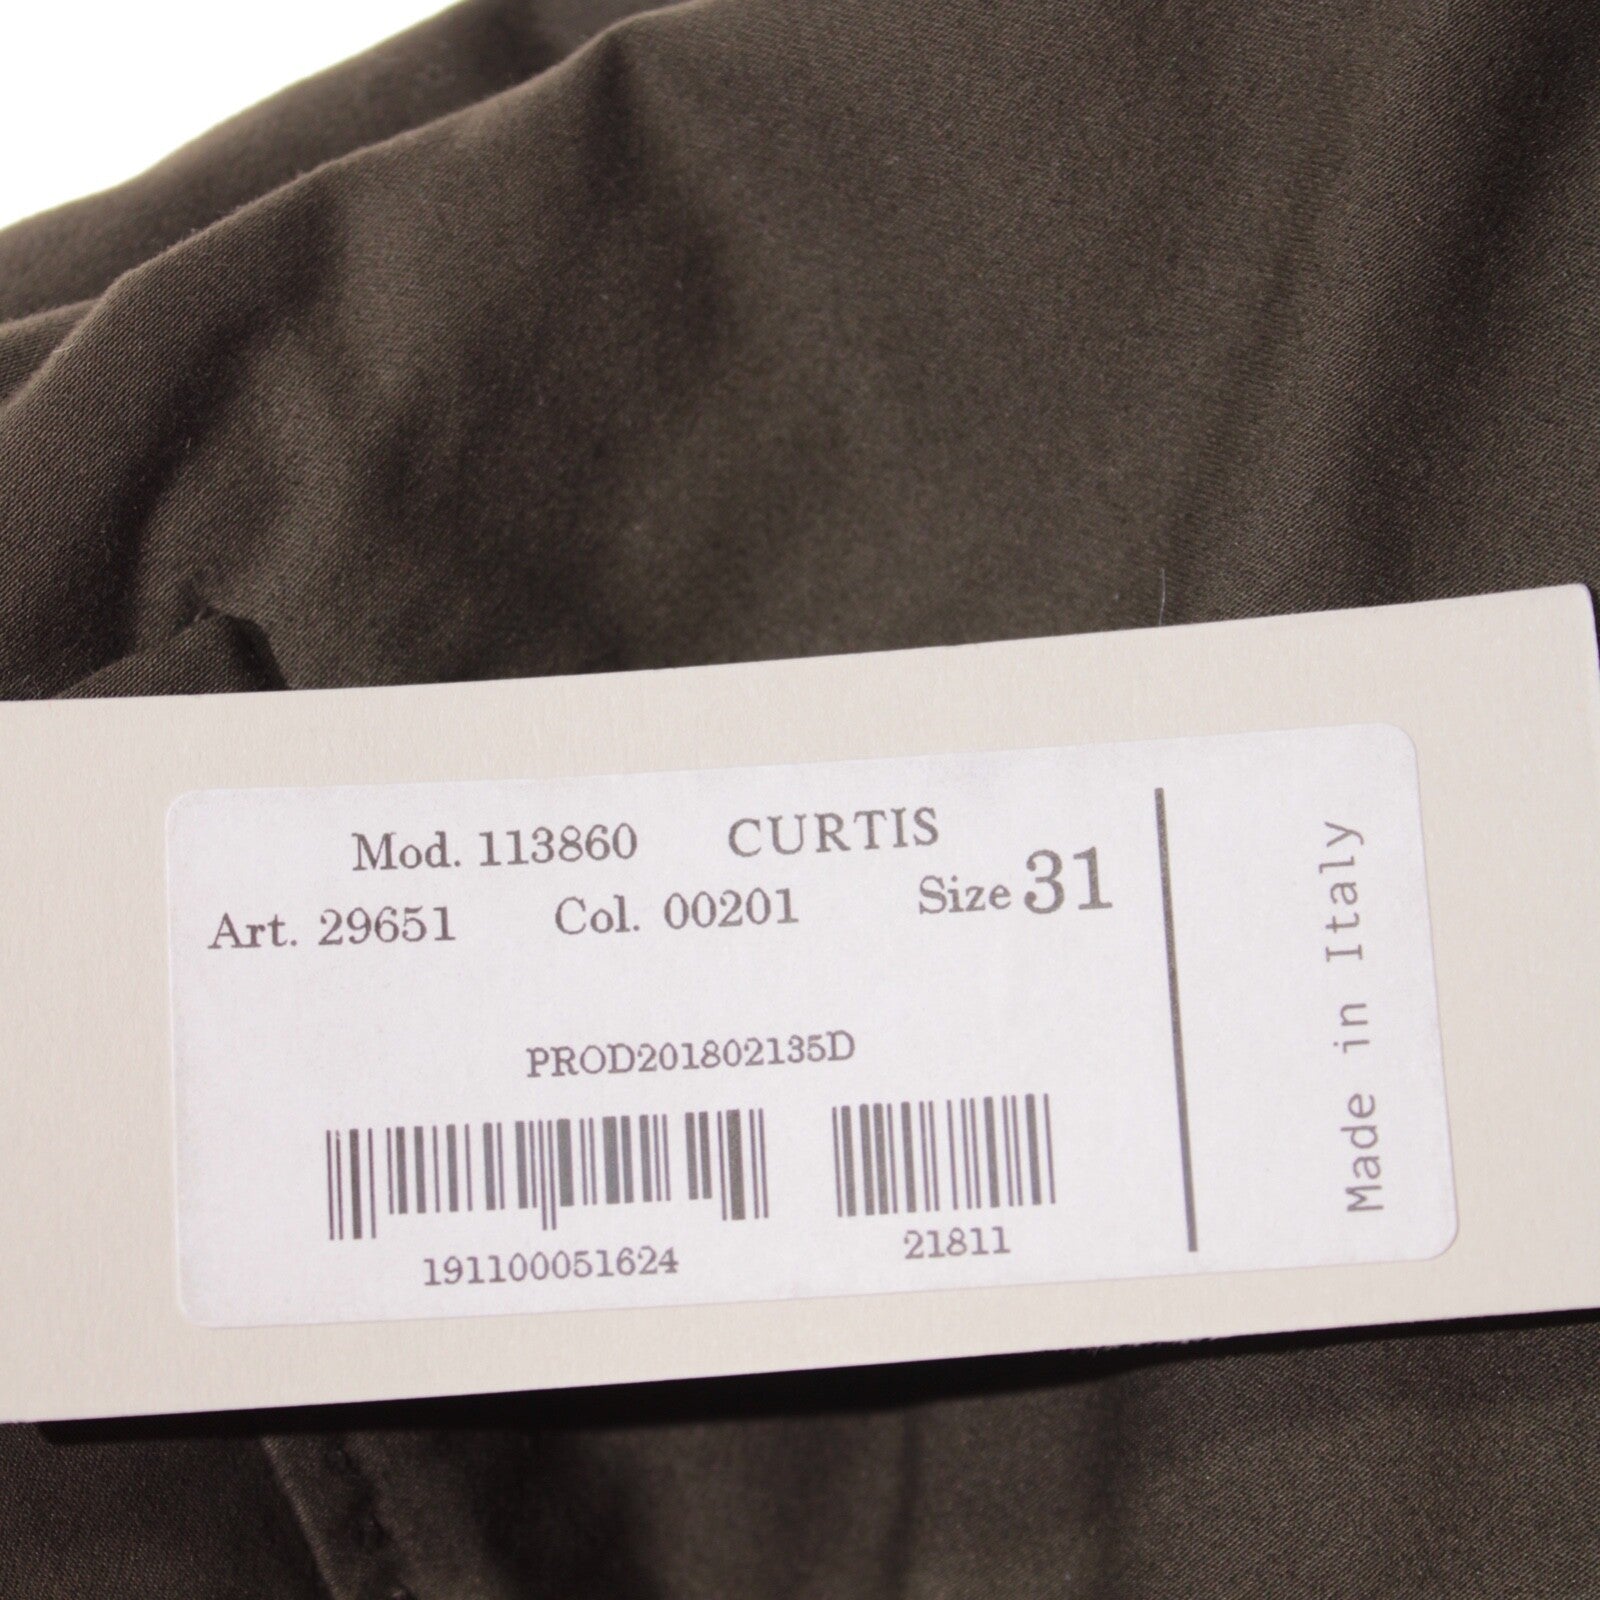 Mod. 113860 CURTIS
Art. 29651 Col. 00201 Size 31
PROD201802135D
191100051624 21811
Made in Italy